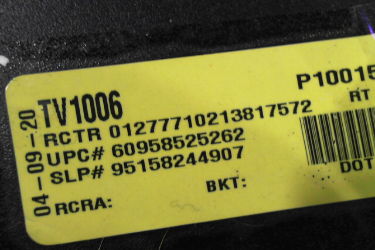 04-09-20
TV1006
P10015
RCTR 01277710213817572
RT
UPC# 60958525262
SLP# 95158244907
DOT
RCRA:
BKT: